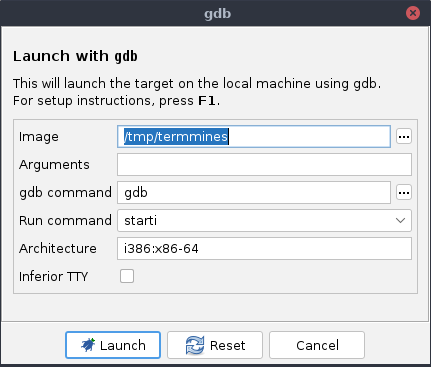 gdb
Launch with gdb
This will launch the target on the local machine using gdb.
For setup instructions, press F1.
Image /tmp/termmines ...
Arguments
gdb command gdb ...
Run command starti
Architecture i386:x86-64
Inferior TTY
Launch Reset Cancel